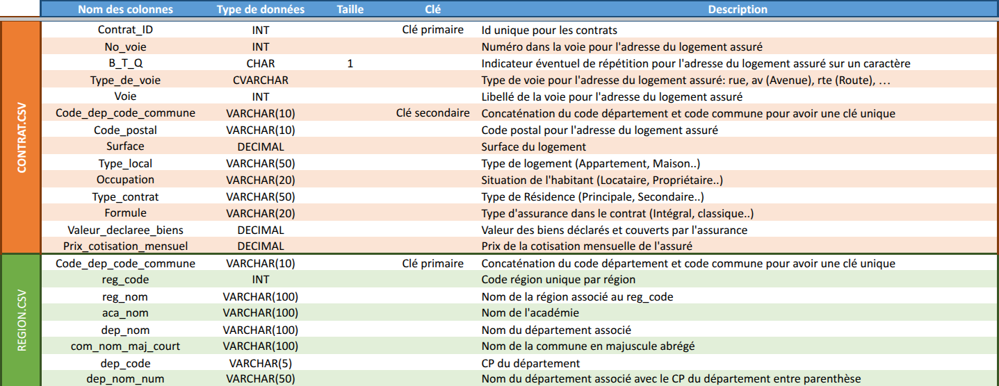 Nom des colonnes Type de données Taille Clé Description
CONTRAT.CSV
Contrat_ID INT Clé primaire Id unique pour les contrats
No_voie INT Numéro dans la voie pour l'adresse du logement assuré
B_T_Q CHAR 1 Indicateur éventuel de répétition pour l'adresse du logement assuré sur un caractère
Type_de_voie CVARCHAR Type de voie pour l'adresse du logement assuré: rue, av (Avenue), rte (Route), …
Voie INT Libellé de la voie pour l'adresse du logement assuré
Code_dep_code_commune VARCHAR(10) Clé secondaire Concaténation du code département et code commune pour avoir une clé unique
Code_postal VARCHAR(10) Code postal pour l'adresse du logement assuré
Surface DECIMAL Surface du logement
Type_local VARCHAR(50) Type de logement (Appartement, Maison..)
Occupation VARCHAR(20) Situation de l'habitant (Locataire, Propriétaire..)
Type_contrat VARCHAR(50) Type de Résidence (Principale, Secondaire..)
Formule VARCHAR(20) Type d'assurance dans le contrat (Intégral, classique..)
Valeur_declaree_biens DECIMAL Valeur des biens déclarés et couverts par l'assurance
Prix_cotisation_mensuel DECIMAL Prix de la cotisation mensuelle de l'assuré
REGION.CSV
Code_dep_code_commune VARCHAR(10) Clé primaire Concaténation du code département et code commune pour avoir une clé unique
reg_code INT Code région unique par région
reg_nom VARCHAR(100) Nom de la région associé au reg_code
aca_nom VARCHAR(100) Nom de l'académie
dep_nom VARCHAR(100) Nom du département associé
com_nom_maj_court VARCHAR(100) Nom de la commune en majuscule abrégé
dep_code VARCHAR(5) CP du département
dep_nom_num VARCHAR(50) Nom du département associé avec le CP du département entre parenthèse